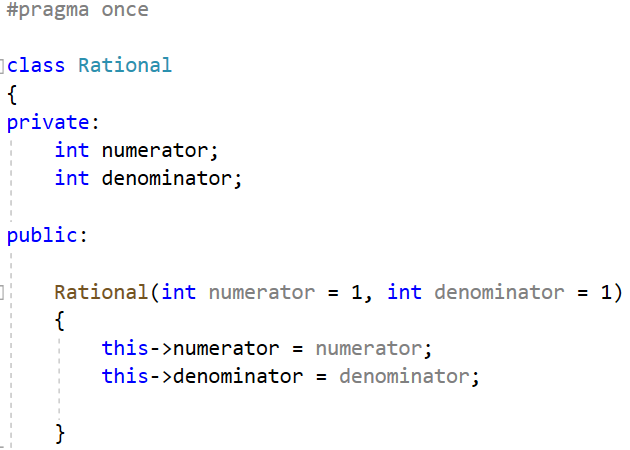 #pragma once
class Rational
{
private:
int numerator;
int denominator;
public:
Rational(int numerator = 1, int denominator = 1)
{
this->numerator = numerator;
this->denominator = denominator;
}